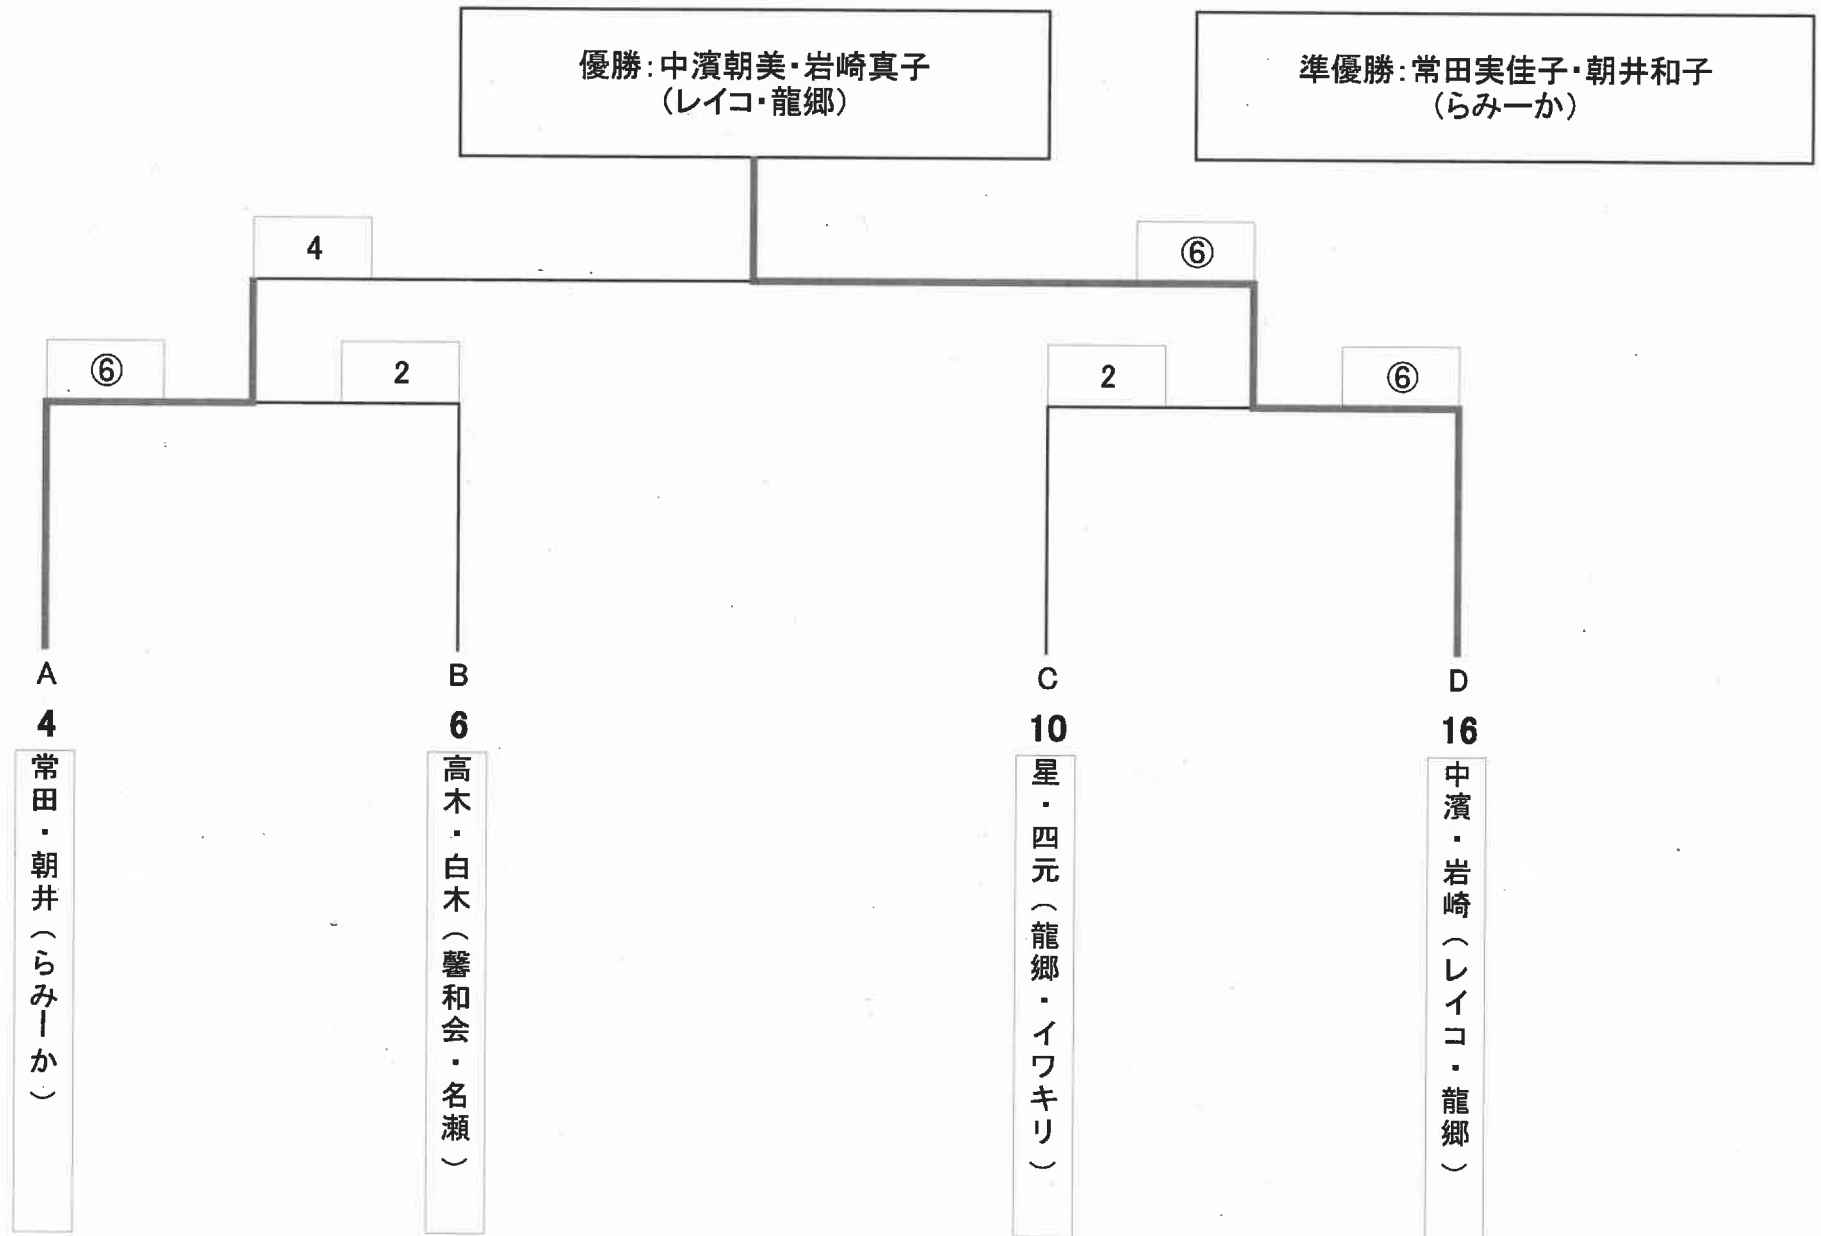 優勝:中濱朝美・岩崎真子
(レイコ・龍郷)
準優勝:常田実佳子・朝井和子
(らみーか)
4
⑥
⑥
2
2
⑥
A
B
C
D
4
6
10
16
常田・朝井(らみーか)
高木・白木(馨和会・名瀬)
星・四元(龍郷・イワキリ)
中濱・岩崎(レイコ・龍郷)